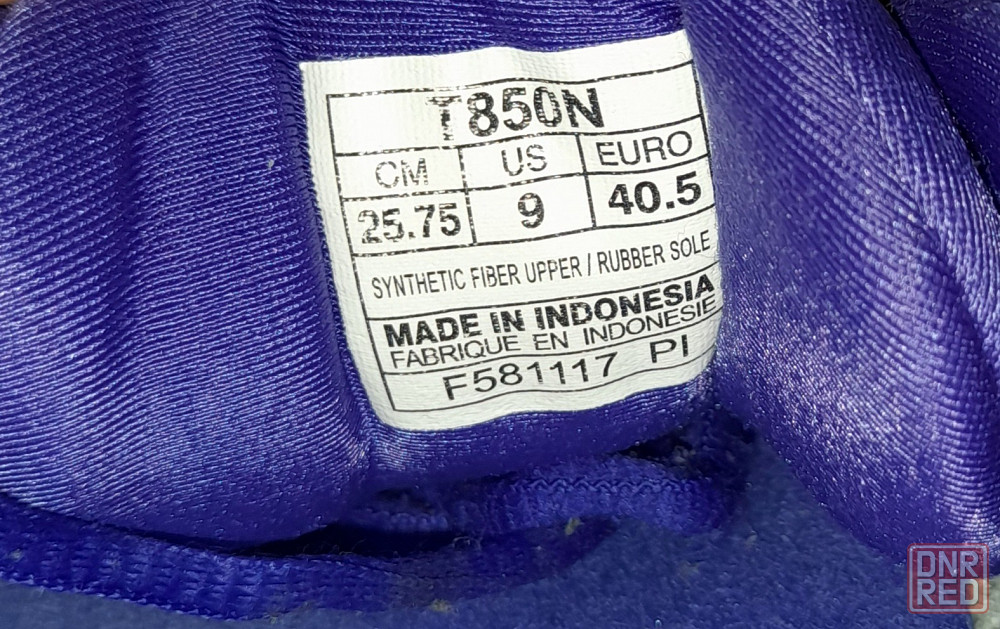 T850N
CM US EURO
25.75 9 40.5
SYNTHETIC FIBER UPPER / RUBBER SOLE
MADE IN INDONESIA
FABRIQUE EN INDONESIE
F581117 PI
DNR
RED